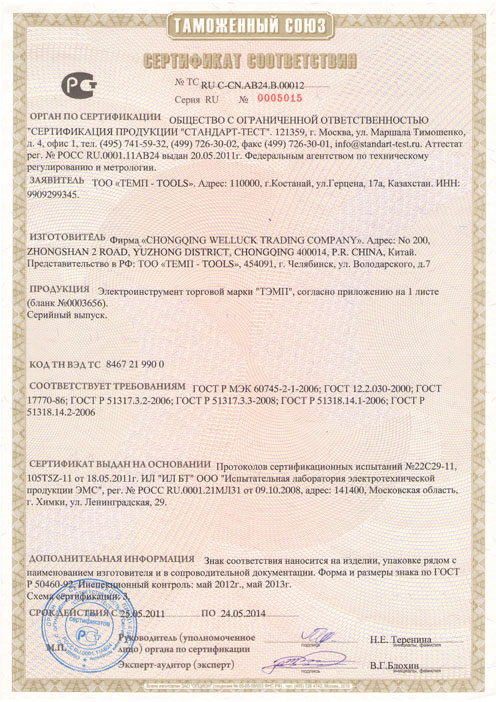 ТАМОЖЕННЫЙ СОЮЗ
СЕРТИФИКАТ СООТВЕТСТВИЯ
№ ТС RU C-CN.АВ24.В.00012
Серия RU № 0005015
ОРГАН ПО СЕРТИФИКАЦИИ ОБЩЕСТВО С ОГРАНИЧЕННОЙ ОТВЕТСТВЕННОСТЬЮ
"СЕРТИФИКАЦИЯ ПРОДУКЦИИ "СТАНДАРТ-ТЕСТ". 121359, г. Москва, ул. Маршала Тимошенко,
д. 4, офис 1, тел. (495) 741-59-32, (499) 726-30-02, факс (499) 726-30-01, info@standart-test.ru. Аттестат
рег. № РОСС RU.0001.11АВ24 выдан 20.05.2011г. Федеральным агентством по техническому
регулированию и метрологии.
ЗАЯВИТЕЛЬ ТОО «ТЕМП - TOOLS». Адрес: 110000, г.Костанай, ул.Герцена, 17а, Казахстан. ИНН:
9909299345.
ИЗГОТОВИТЕЛЬ Фирма «CHONGQING WELLUCK TRADING COMPANY». Адрес: No 200,
ZHONGSHAN 2 ROAD, YUZHONG DISTRICT, CHONGQING 400014, P.R. CHINA, Китай.
Представительство в РФ: ТОО «ТЕМП - TOOLS», 454091, г. Челябинск, ул. Володарского, д.7
ПРОДУКЦИЯ Электроинструмент торговой марки "ТЭМП", согласно приложению на 1 листе
(бланк №0003656).
Серийный выпуск.
КОД ТН ВЭД ТС 8467 21 990 0
СООТВЕТСТВУЕТ ТРЕБОВАНИЯМ ГОСТ Р МЭК 60745-2-1-2006; ГОСТ 12.2.030-2000; ГОСТ
17770-86; ГОСТ Р 51317.3.2-2006; ГОСТ Р 51317.3.3-2008; ГОСТ Р 51318.14.1-2006; ГОСТ Р
51318.14.2-2006
СЕРТИФИКАТ ВЫДАН НА ОСНОВАНИИ Протоколов сертификационных испытаний №22С29-11,
105Т5Z-11 от 18.05.2011г. ИЛ "ИЛ БТ" ООО "Испытательная лаборатория электротехнической
продукции ЭМС", рег. № РОСС RU.0001.21МЛ31 от 09.10.2008, адрес: 141400, Московская область,
г. Химки, ул. Ленинградская, 29.
ДОПОЛНИТЕЛЬНАЯ ИНФОРМАЦИЯ Знак соответствия наносится на изделии, упаковке рядом с
наименованием изготовителя и в сопроводительной документации. Форма и размеры знака по ГОСТ
Р 50460-92. Инспекционный контроль: май 2012г., май 2013г.
Схема сертификации: 3.
СРОК ДЕЙСТВИЯ С 25.05.2011 ПО 24.05.2014
сертификатов
М.П.
Руководитель (уполномоченное
лицо) органа по сертификации
подпись
Н.Е. Теренина
инициалы, фамилия
Эксперт-аудитор (эксперт)
подпись
В.Г.Блохин
инициалы, фамилия